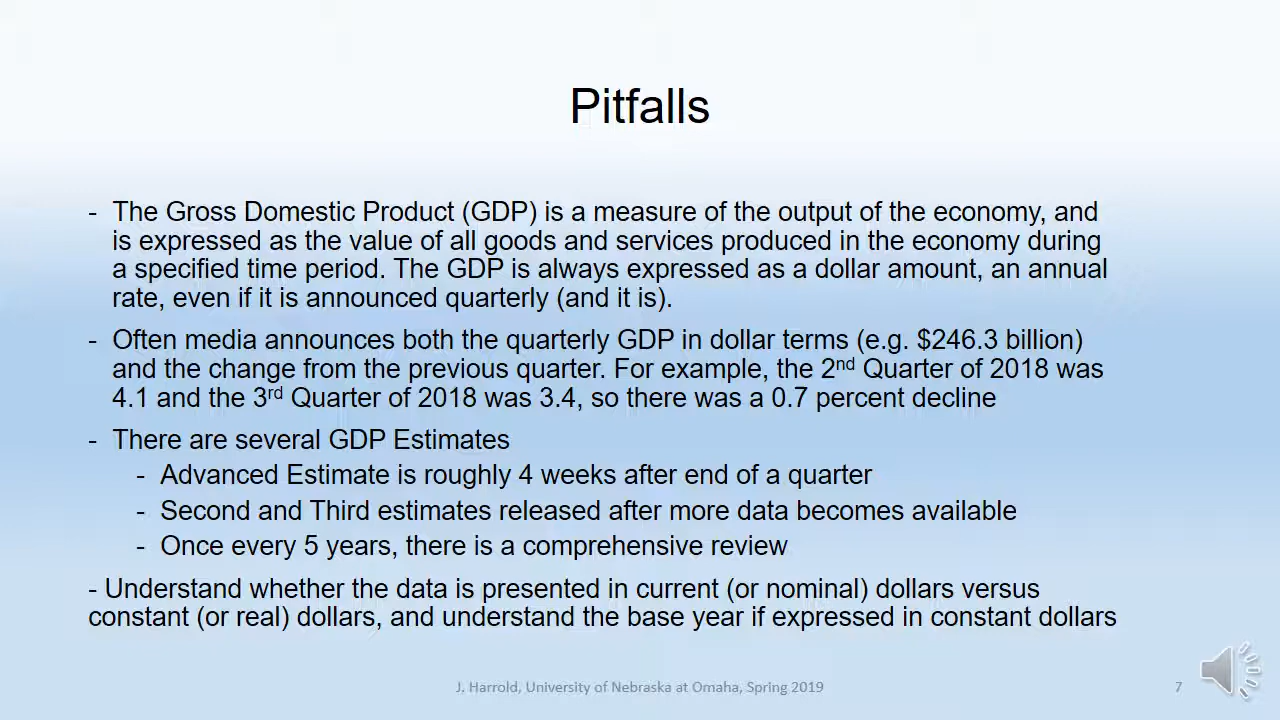 Pitfalls
- The Gross Domestic Product (GDP) is a measure of the output of the economy, and
is expressed as the value of all goods and services produced in the economy during
a specified time period. The GDP is always expressed as a dollar amount, an annual
rate, even if it is announced quarterly (and it is).
- Often media announces both the quarterly GDP in dollar terms (e.g. $246.3 billion)
and the change from the previous quarter. For example, the 2nd Quarter of 2018 was
4.1 and the 3rd Quarter of 2018 was 3.4, so there was a 0.7 percent decline
- There are several GDP Estimates
- Advanced Estimate is roughly 4 weeks after end of a quarter
- Second and Third estimates released after more data becomes available
- Once every 5 years, there is a comprehensive review
- Understand whether the data is presented in current (or nominal) dollars versus
constant (or real) dollars, and understand the base year if expressed in constant dollars
J. Harrold, University of Nebraska at Omaha, Spring 2019
7